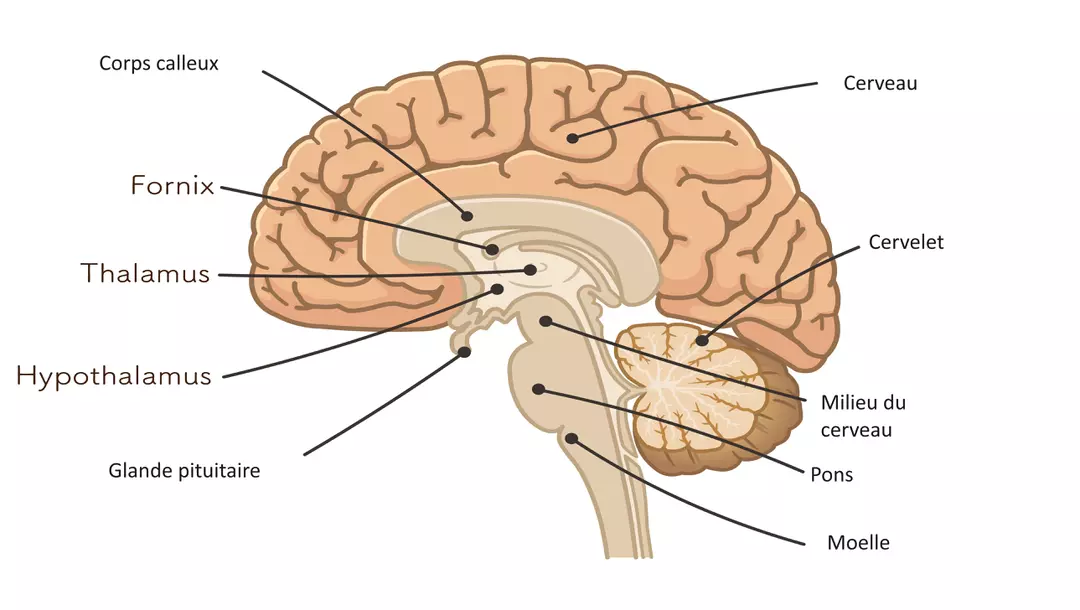 Corps calleux
Cerveau
Fornix
Cervelet
Thalamus
Hypothalamus
Milieu du
cerveau
Glande pituitaire
Pons
Moelle